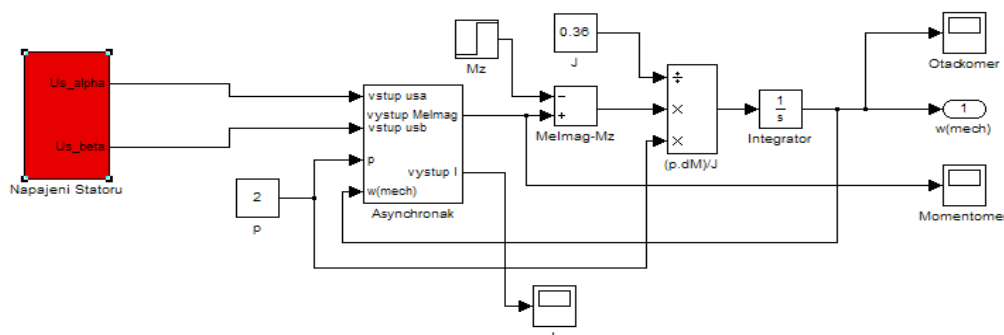 Us_alpha
Us_beta
Napajeni Statoru
2
p
vstup usa
vystup Melmag
vstup usb
p
vystup I
w(mech)
Asynchronak
Mz
0.36
J
−
+
Melmag-Mz
÷
×
×
(p.dM)/J
1
s
Integrator
Otackomer
1
w(mech)
Momentomer